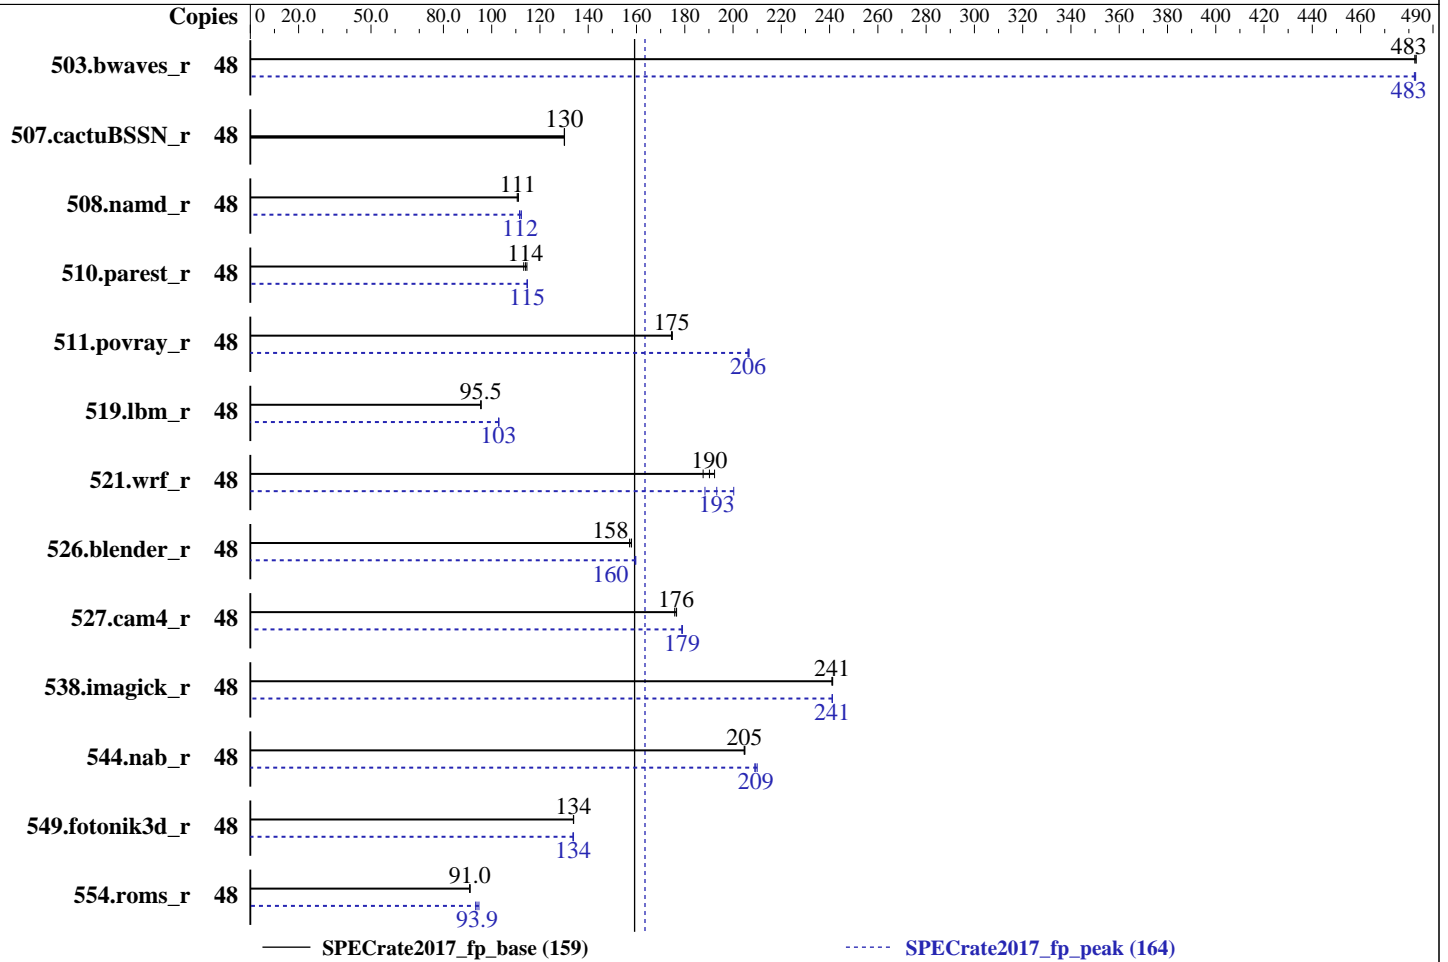 Copies 0 20.0 50.0 80.0 100 120 140 160 180 200 220 240 260 280 300 320 340 360 380 400 420 440 460 490
483
503.bwaves_r 48
483
130
507.cactuBSSN_r 48
111
508.namd_r 48
112
114
510.parest_r 48
115
175
511.povray_r 48
206
95.5
519.lbm_r 48
103
190
521.wrf_r 48
193
158
526.blender_r 48
160
176
527.cam4_r 48
179
241
538.imagick_r 48
241
205
544.nab_r 48
209
134
549.fotonik3d_r 48
134
91.0
554.roms_r 48
93.9
SPECrate2017_fp_base (159) SPECrate2017_fp_peak (164)